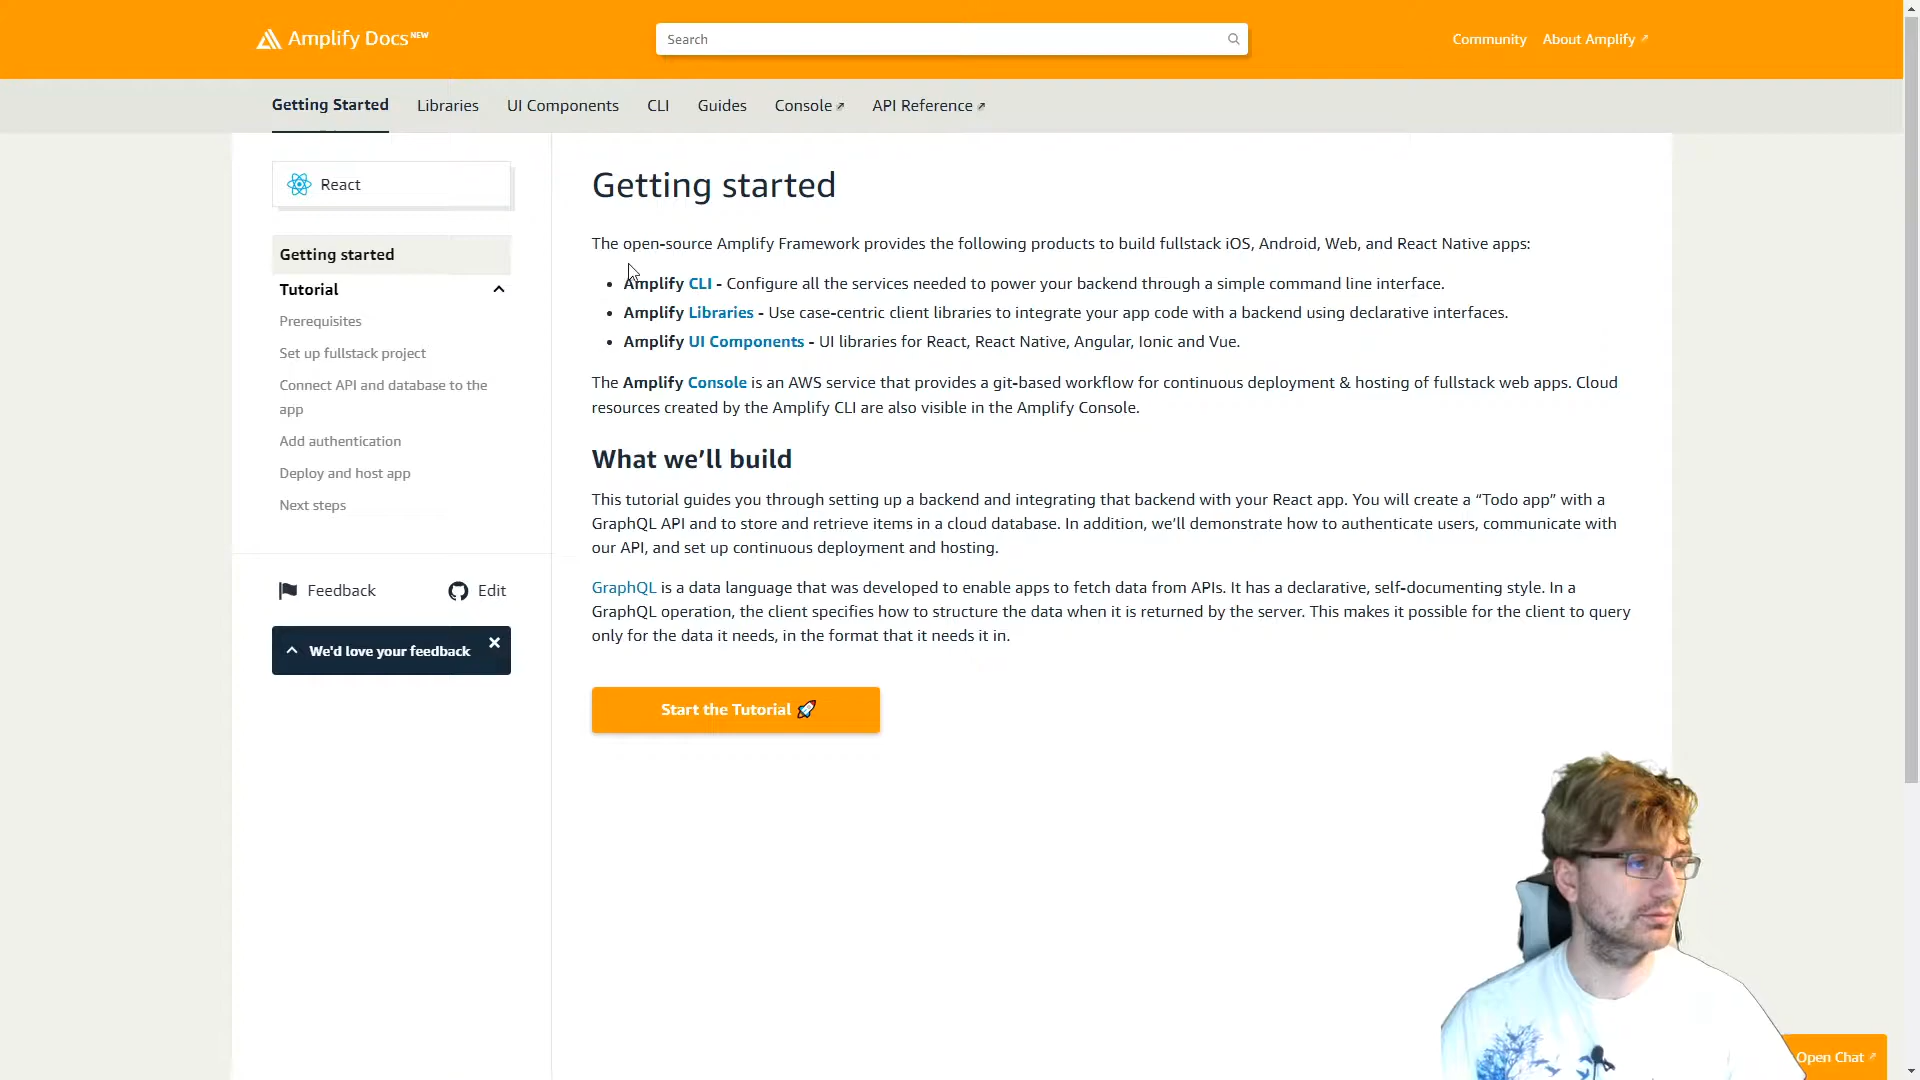 Amplify Docs NEW
Search
Community
About Amplify
Getting Started
Libraries
UI Components
CLI
Guides
Console
API Reference
React
Getting started
Tutorial
Prerequisites
Set up fullstack project
Connect API and database to the
app
Add authentication
Deploy and host app
Next steps
Feedback
Edit
We'd love your feedback
Getting started
The open-source Amplify Framework provides the following products to build fullstack iOS, Android, Web, and React Native apps:
• Amplify CLI - Configure all the services needed to power your backend through a simple command line interface.
• Amplify Libraries - Use case-centric client libraries to integrate your app code with a backend using declarative interfaces.
• Amplify UI Components - UI libraries for React, React Native, Angular, Ionic and Vue.
The Amplify Console is an AWS service that provides a git-based workflow for continuous deployment & hosting of fullstack web apps. Cloud
resources created by the Amplify CLI are also visible in the Amplify Console.
What we’ll build
This tutorial guides you through setting up a backend and integrating that backend with your React app. You will create a “Todo app” with a
GraphQL API and to store and retrieve items in a cloud database. In addition, we’ll demonstrate how to authenticate users, communicate with
our API, and set up continuous deployment and hosting.
GraphQL is a data language that was developed to enable apps to fetch data from APIs. It has a declarative, self-documenting style. In a
GraphQL operation, the client specifies how to structure the data when it is returned by the server. This makes it possible for the client to query
only for the data it needs, in the format that it needs it in.
Start the Tutorial 🚀
Open Chat